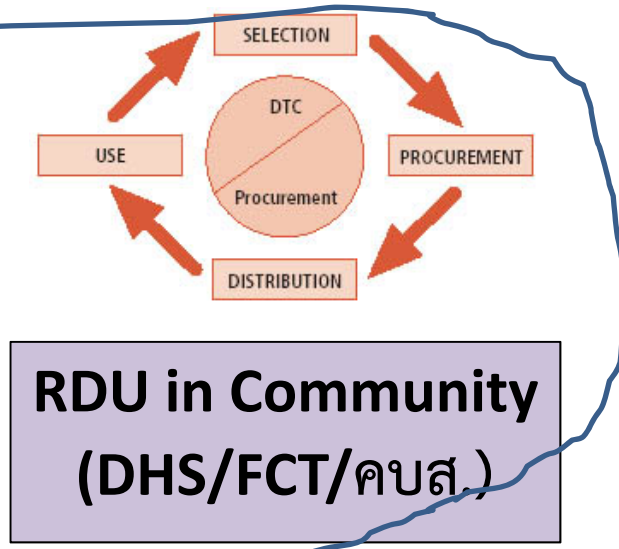 SELECTION
DTC
USE
PROCUREMENT
Procurement
DISTRIBUTION
RDU in Community
(DHS/FCT/คบส.)